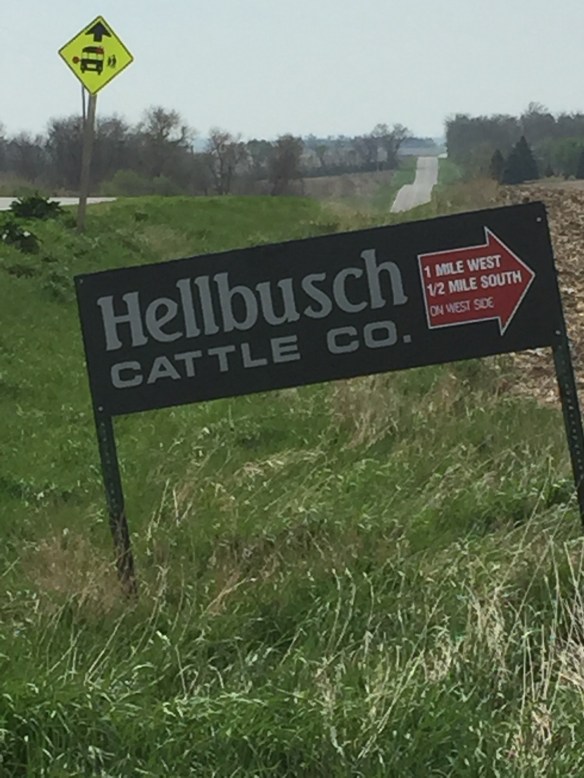 Hellbusch
CATTLE CO.
1 MILE WEST
1/2 MILE SOUTH
ON WEST SIDE